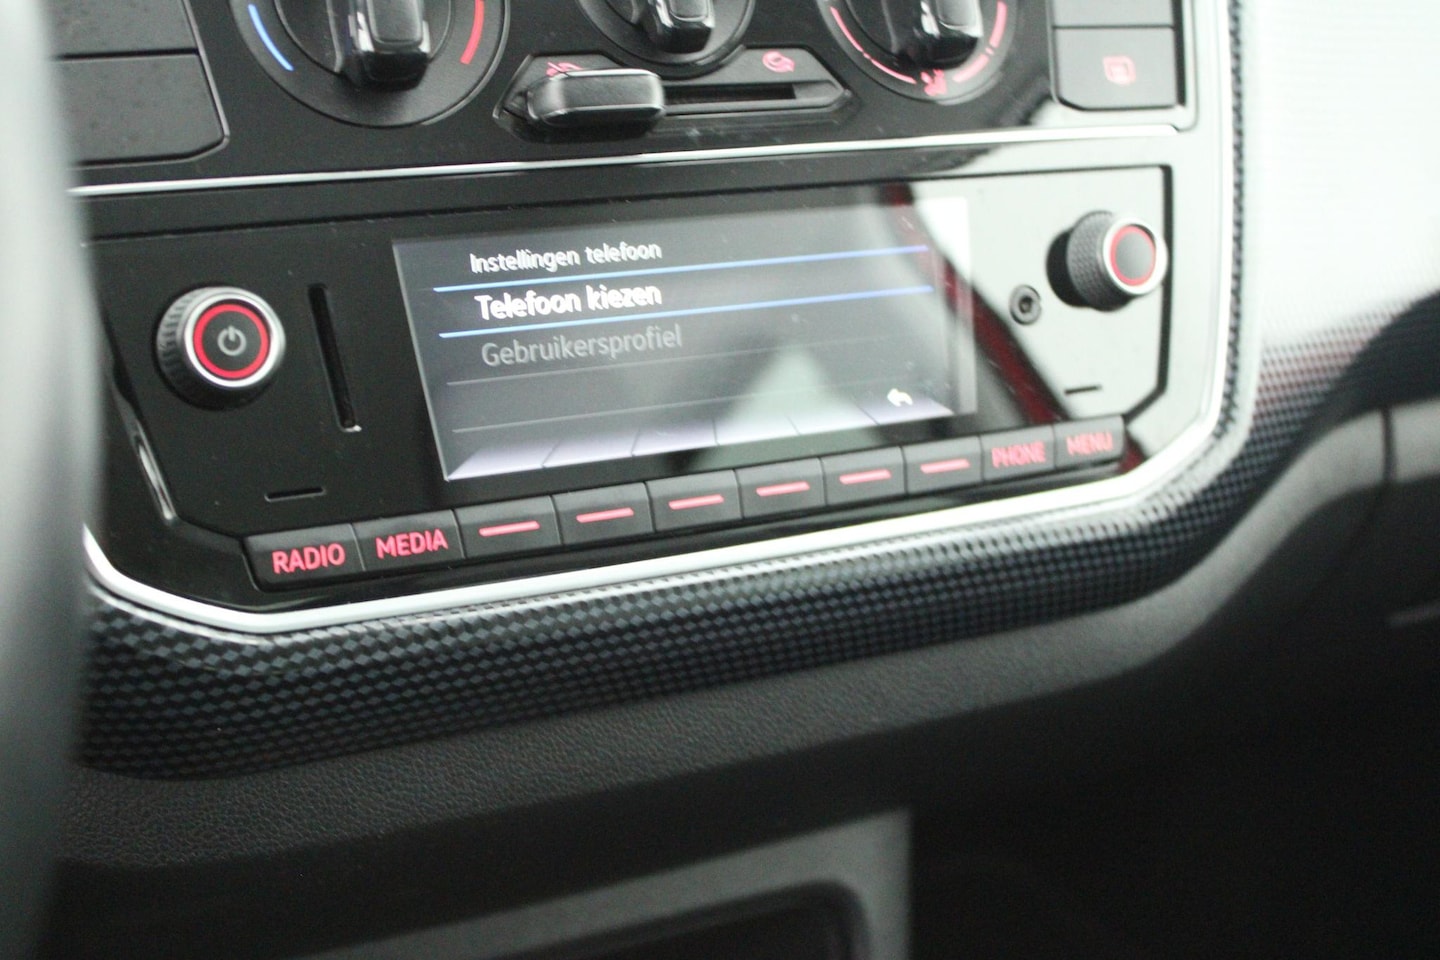 Instellingen telefoon
Telefoon kiezen
Gebruikersprofiel
RADIO MEDIA PHONE MENU